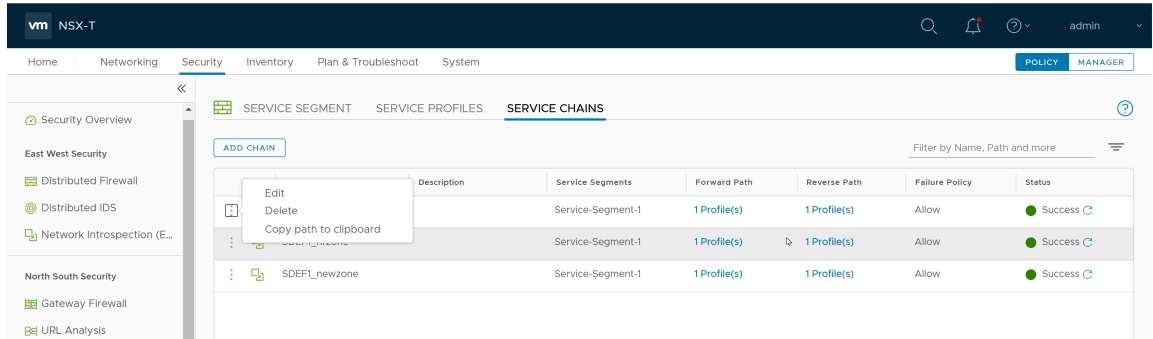 vm NSX-T admin
Home Networking Security Inventory Plan & Troubleshoot System POLICY MANAGER
SERVICE SEGMENT SERVICE PROFILES SERVICE CHAINS
Security Overview
ADD CHAIN Filter by Name, Path and more
East West Security
Distributed Firewall
Description Service Segments Forward Path Reverse Path Failure Policy Status
Edit
Delete
Copy path to clipboard
Distributed IDS
Service-Segment-1 1 Profile(s) 1 Profile(s) Allow Success
Network Introspection (E...
Service-Segment-1 1 Profile(s) 1 Profile(s) Allow Success
North South Security
SDEF1_newzone Service-Segment-1 1 Profile(s) 1 Profile(s) Allow Success
Gateway Firewall
URL Analysis